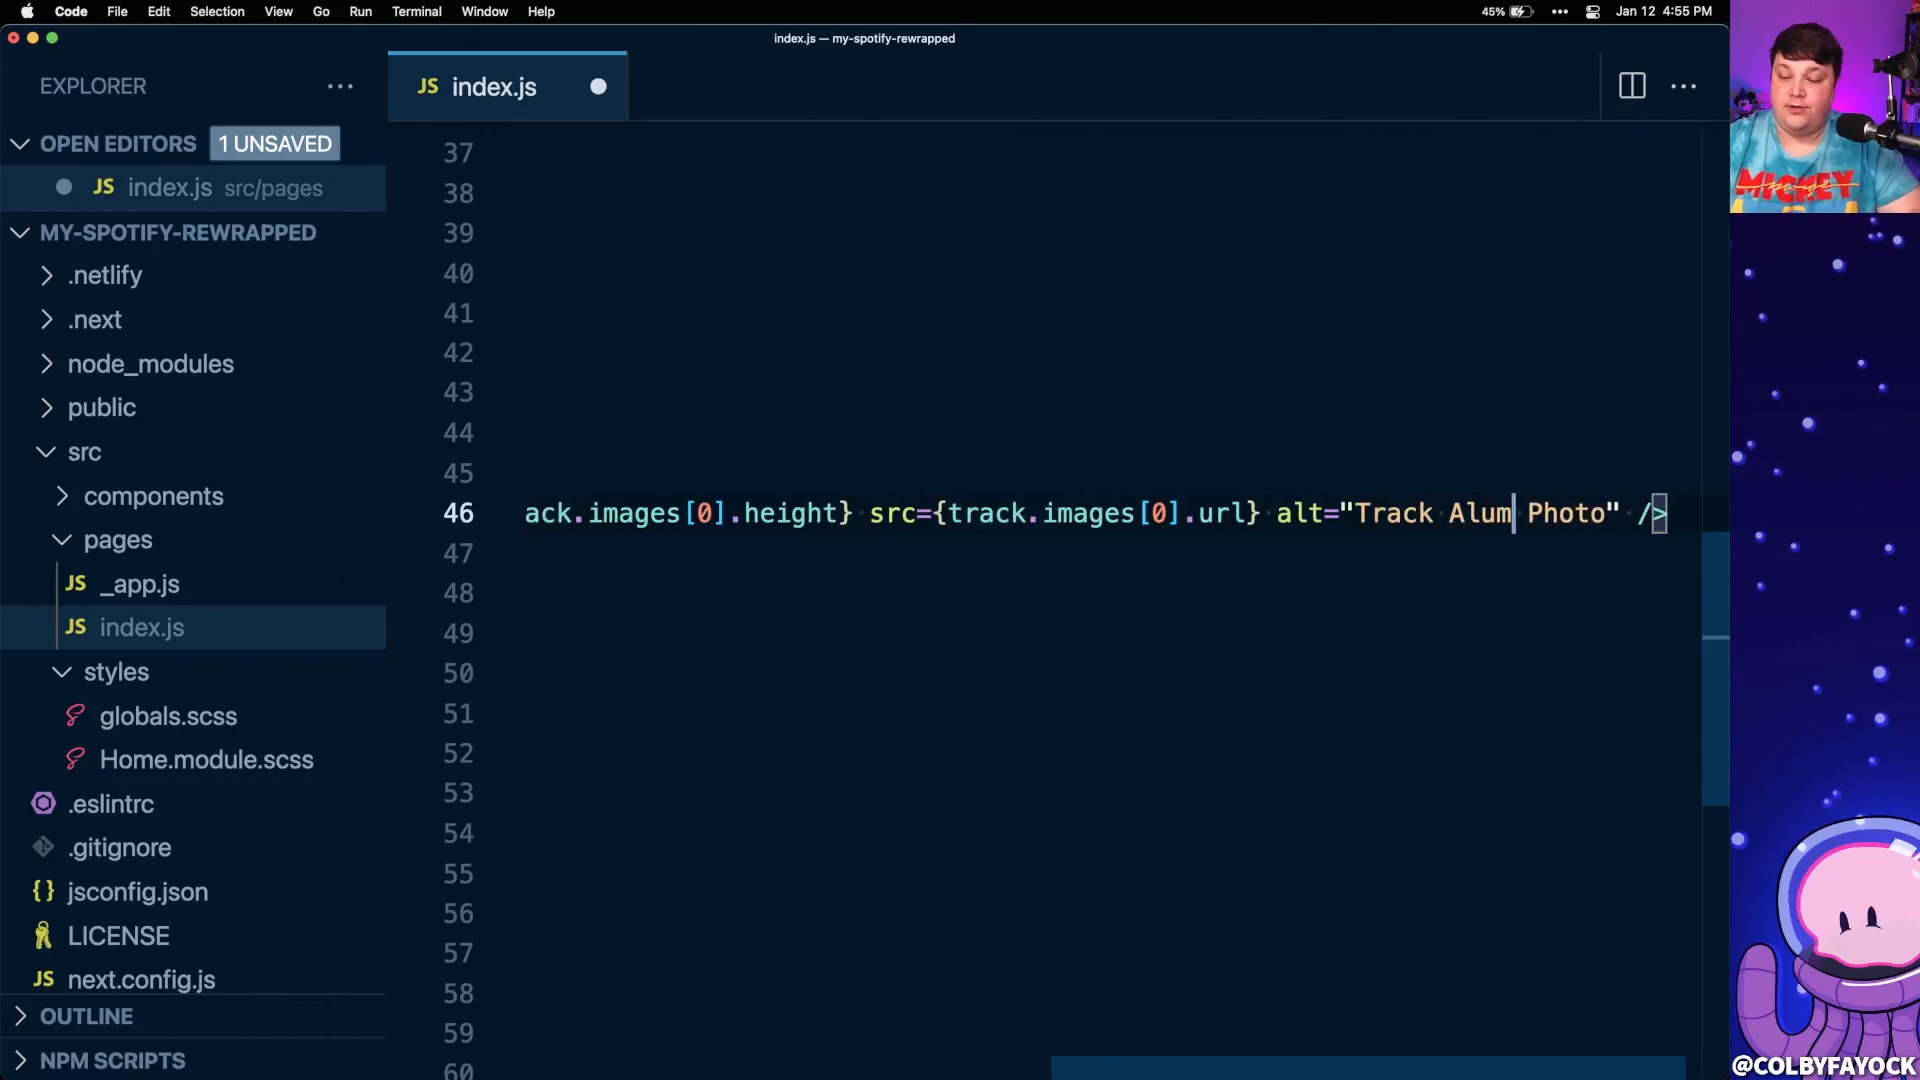 Code File Edit Selection View Go Run Terminal Window Help
45% Jan 12 4:55 PM
index.js — my-spotify-rewrapped
EXPLORER
JS index.js
OPEN EDITORS 1 UNSAVED
JS index.js src/pages
MY-SPOTIFY-REWRAPPED
.netlify
.next
node_modules
public
src
components
pages
JS _app.js
JS index.js
styles
globals.scss
Home.module.scss
.eslintrc
.gitignore
{} jsconfig.json
LICENSE
JS next.config.js
OUTLINE
NPM SCRIPTS
37
38
39
40
41
42
43
44
45
46 ack.images[0].height} src={track.images[0].url} alt="Track Alum Photo" />
47
48
49
50
51
52
53
54
55
56
57
58
59
60
MICKEY
@COLBYFAYOCK